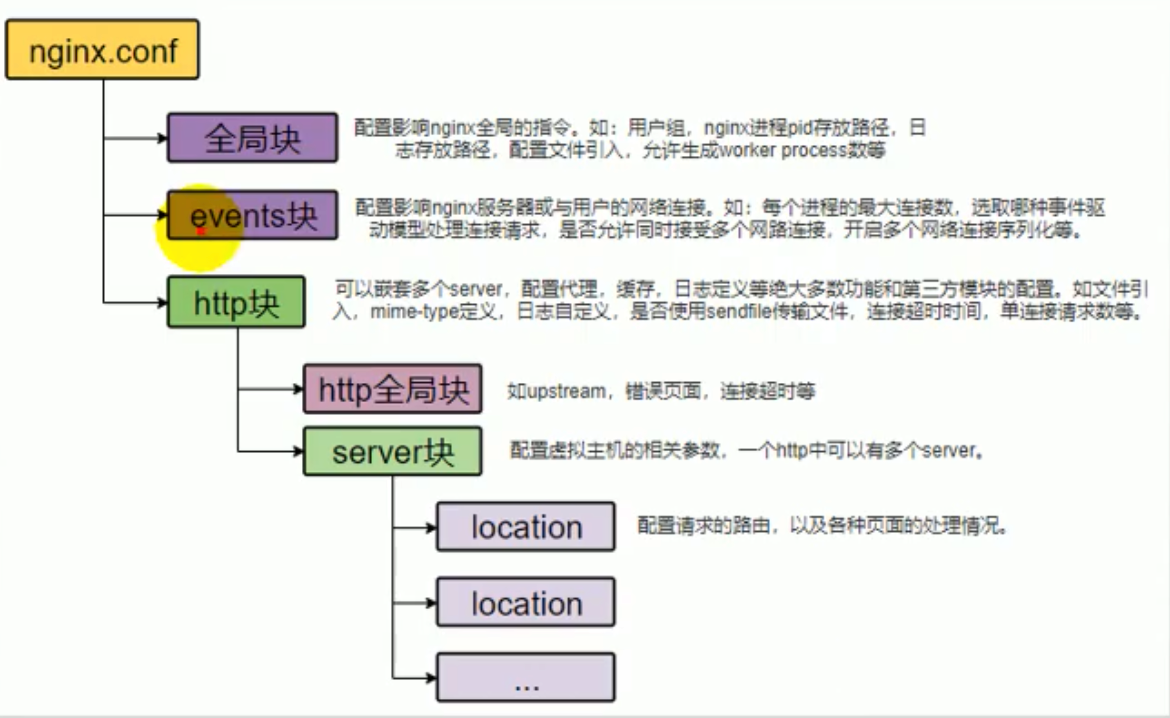 nginx.conf
全局块
配置影响nginx全局的指令。如：用户组，nginx进程pid存放路径，日
志存放路径，配置文件引入，允许生成worker process数等
events块
配置影响nginx服务器或与用户的网络连接。如：每个进程的最大连接数，选取哪种事件驱
动模型处理连接请求，是否允许同时接受多个网路连接，开启多个网络连接序列化等。
http块
可以嵌套多个server，配置代理，缓存，日志定义等绝大多数功能和第三方模块的配置。如文件引
入，mime-type定义，日志自定义，是否使用sendfile传输文件，连接超时时间，单连接请求数等。
http全局块
如upstream，错误页面，连接超时等
server块
配置虚拟主机的相关参数，一个http中可以有多个server。
location
配置请求的路由，以及各种页面的处理情况。
location
...